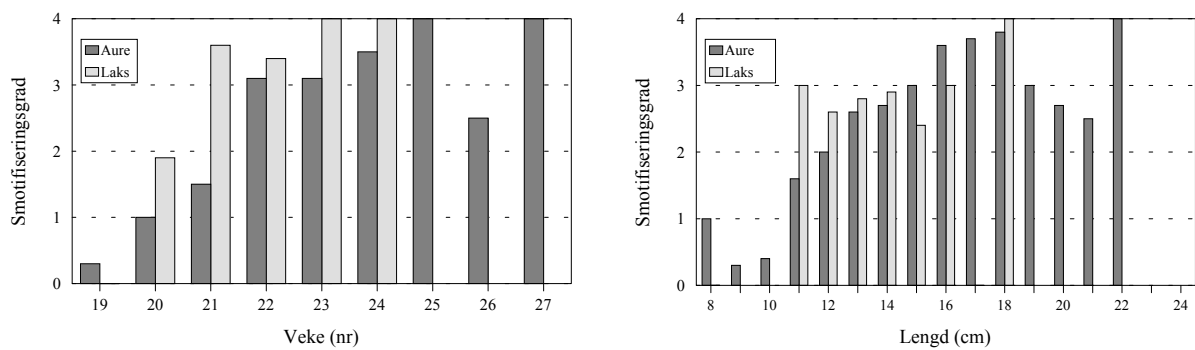 4
3
2
1
0
Smotifiseringsgrad
Aure
Laks
19 20 21 22 23 24 25 26 27
Veke (nr)
4
3
2
1
0
Smotifiseringsgrad
Aure
Laks
8 10 12 14 16 18 20 22 24
Lengd (cm)